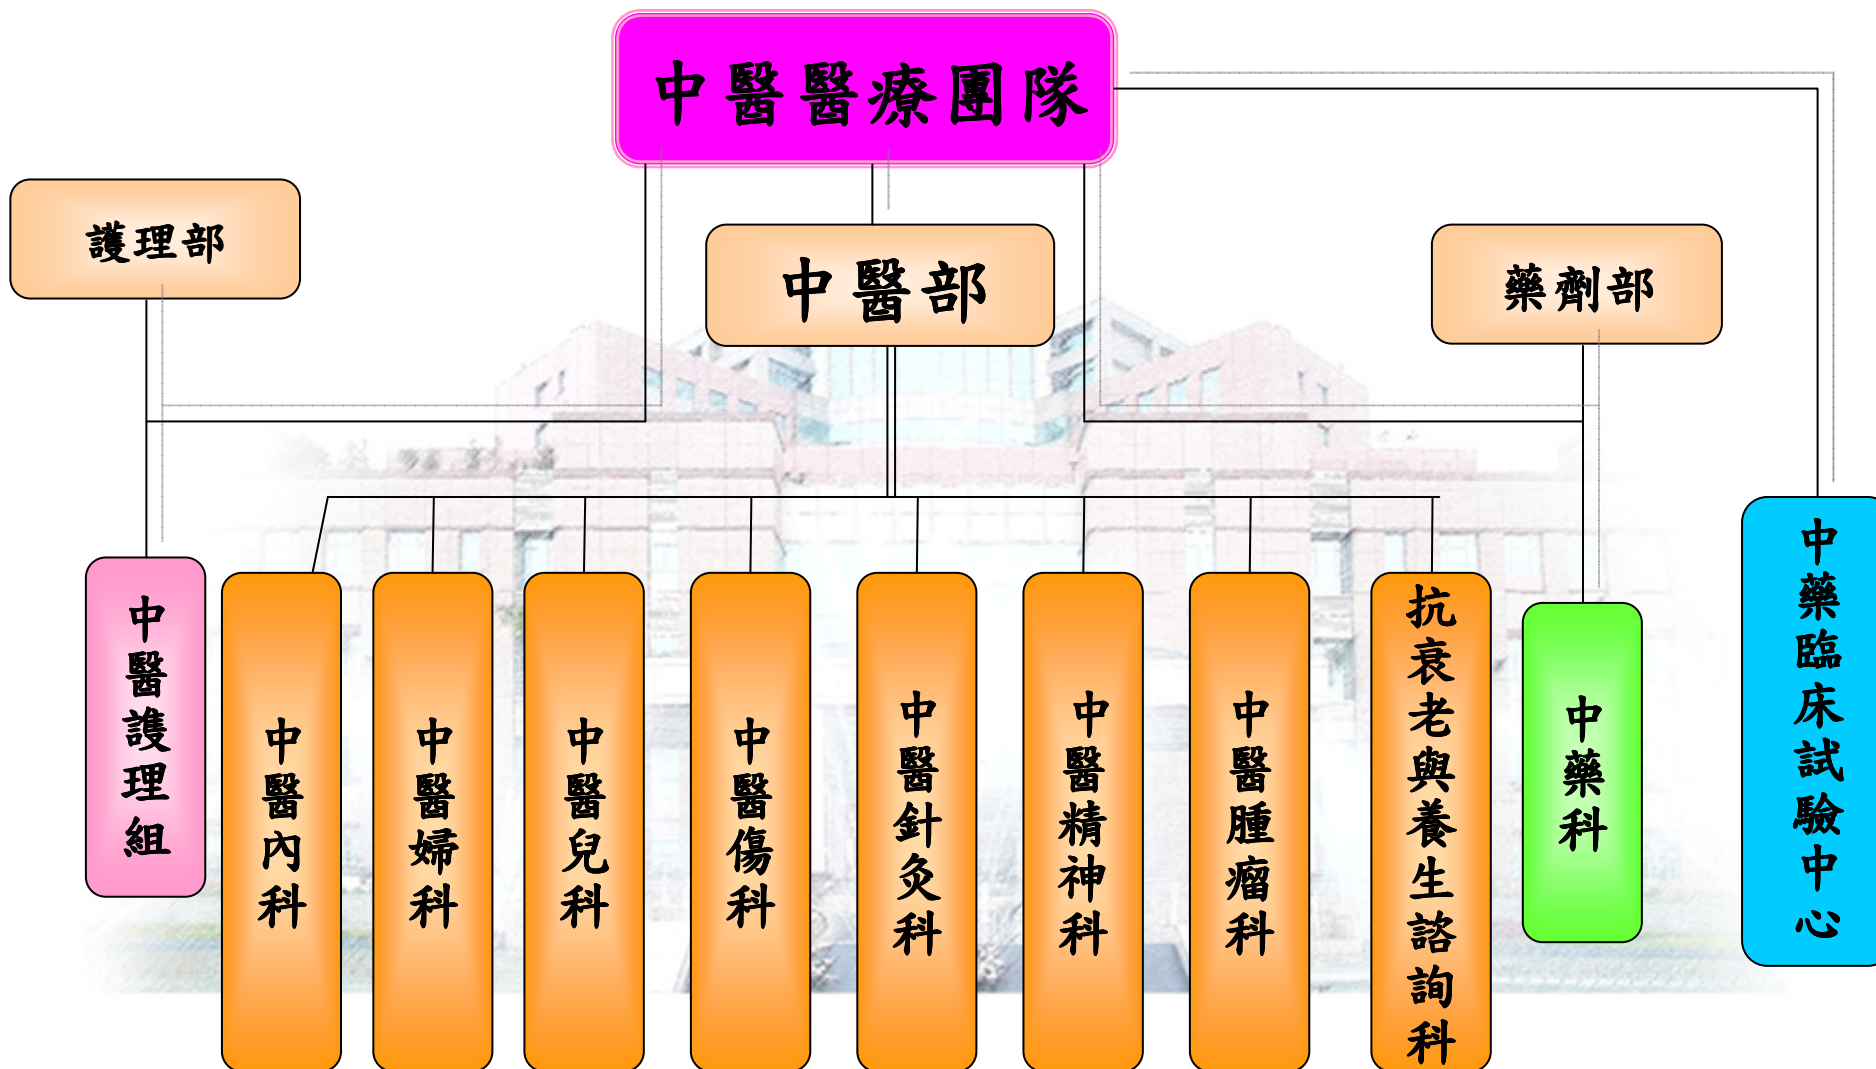 中醫醫療團隊
護理部
中醫部
藥劑部
中醫護理組
中醫內科
中醫婦科
中醫兒科
中醫傷科
中醫針灸科
中醫精神科
中醫腫瘤科
抗衰老與養生諮詢科
中藥科
中藥臨床試驗中心